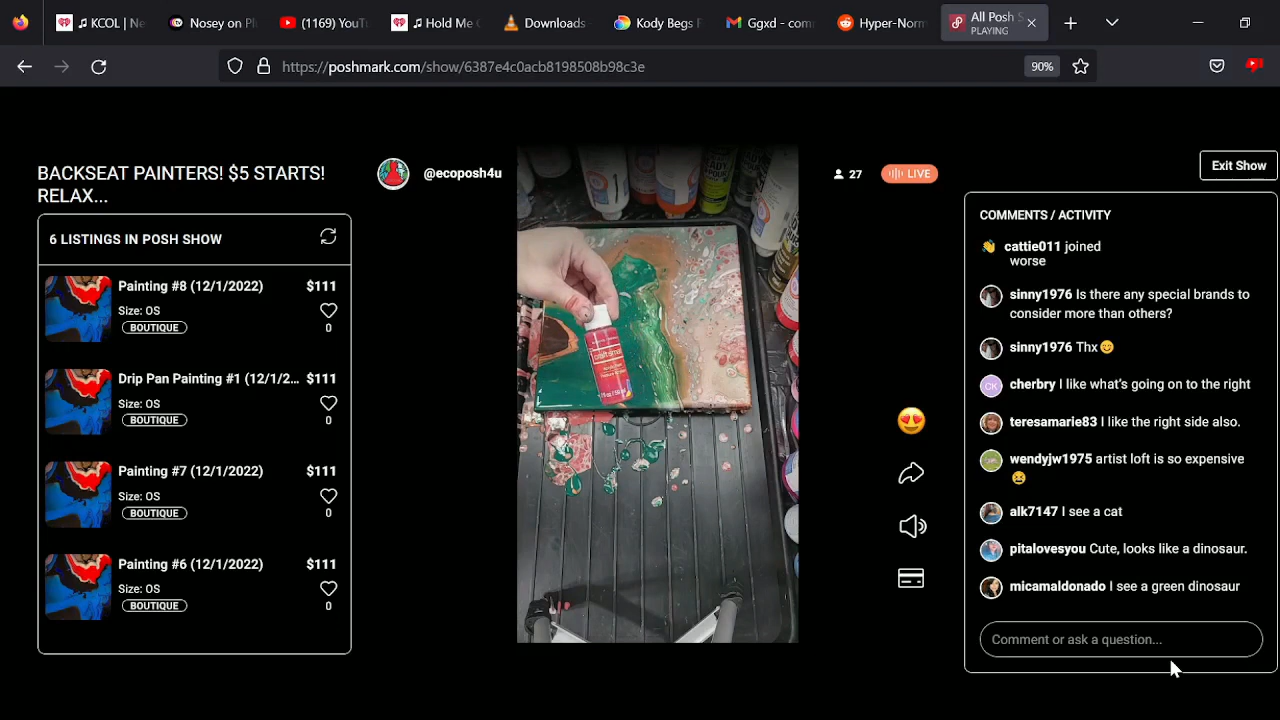 ♫ KCOL | Ne
Nosey on Pl
(1169) YouTu
♫ Hold Me C
Downloads
Kody Begs F
Ggxd - com
Hyper-Norm
All Posh S
PLAYING
https://poshmark.com/show/6387e4c0acb8198508b98c3e
90%
BACKSEAT PAINTERS! $5 STARTS!
RELAX...
@ecoposh4u
27
LIVE
Exit Show
6 LISTINGS IN POSH SHOW
Painting #8 (12/1/2022) $111
Size: OS
BOUTIQUE
0
Drip Pan Painting #1 (12/1/2... $111
Size: OS
BOUTIQUE
0
Painting #7 (12/1/2022) $111
Size: OS
BOUTIQUE
0
Painting #6 (12/1/2022) $111
Size: OS
BOUTIQUE
0
COMMENTS / ACTIVITY
cattie011 joined
worse
sinny1976 Is there any special brands to
consider more than others?
sinny1976 Thx😊
cherbry I like what's going on to the right
CK
teresamarie83 I like the right side also.
wendyjw1975 artist loft is so expensive
😆
alk7147 I see a cat
pitalovesyou Cute, looks like a dinosaur.
micamaldonado I see a green dinosaur
Comment or ask a question...